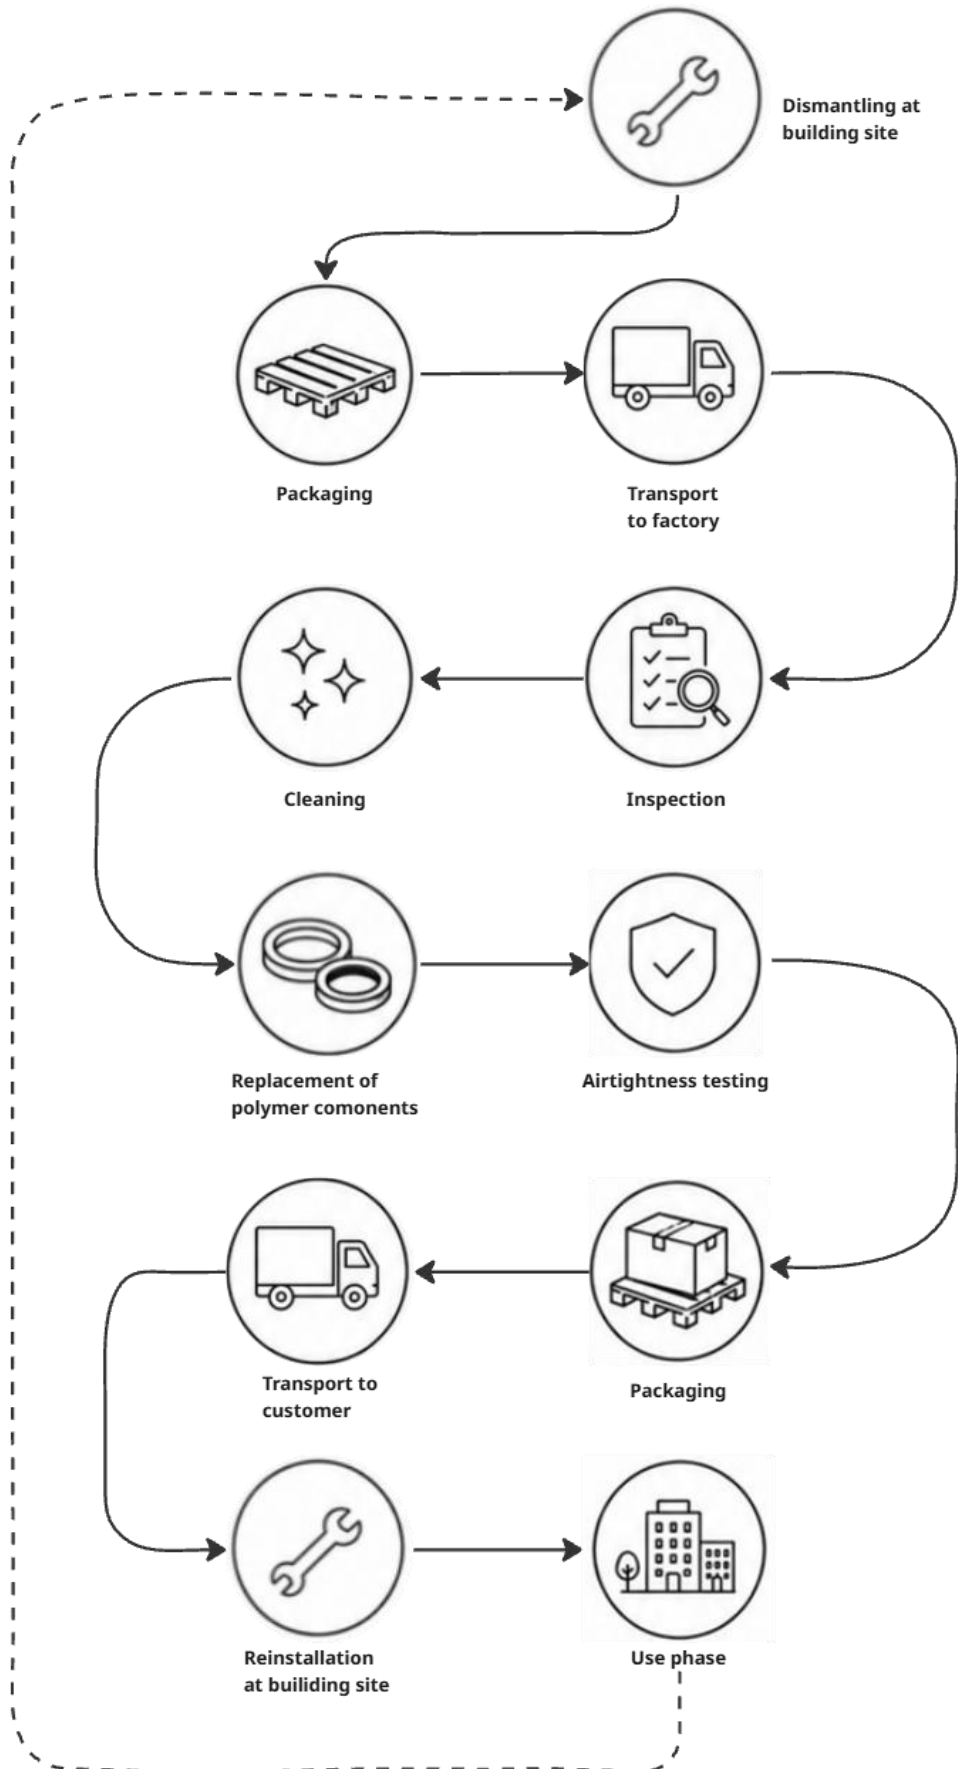 Dismantling at
building site
Packaging
Transport
to factory
Cleaning
Inspection
Replacement of
polymer comonents
Airtightness testing
Transport to
customer
Packaging
Reinstallation
at builiding site
Use phase